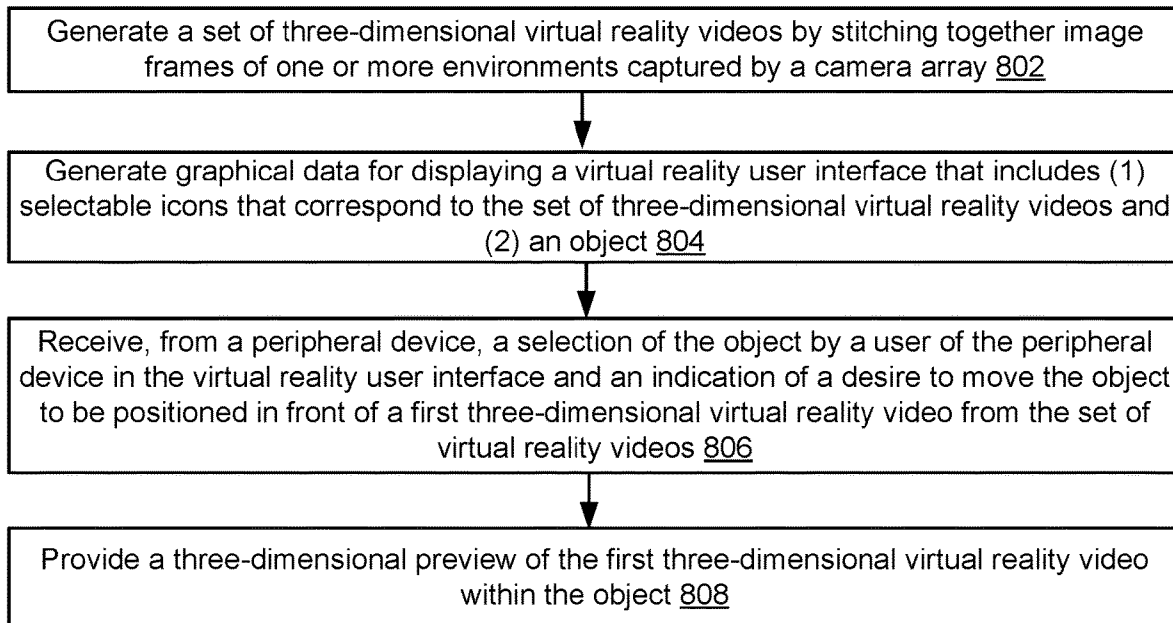 Generate a set of three-dimensional virtual reality videos by stitching together image
frames of one or more environments captured by a camera array 802
Generate graphical data for displaying a virtual reality user interface that includes (1)
selectable icons that correspond to the set of three-dimensional virtual reality videos and
(2) an object 804
Receive, from a peripheral device, a selection of the object by a user of the peripheral
device in the virtual reality user interface and an indication of a desire to move the object
to be positioned in front of a first three-dimensional virtual reality video from the set of
virtual reality videos 806
Provide a three-dimensional preview of the first three-dimensional virtual reality video
within the object 808